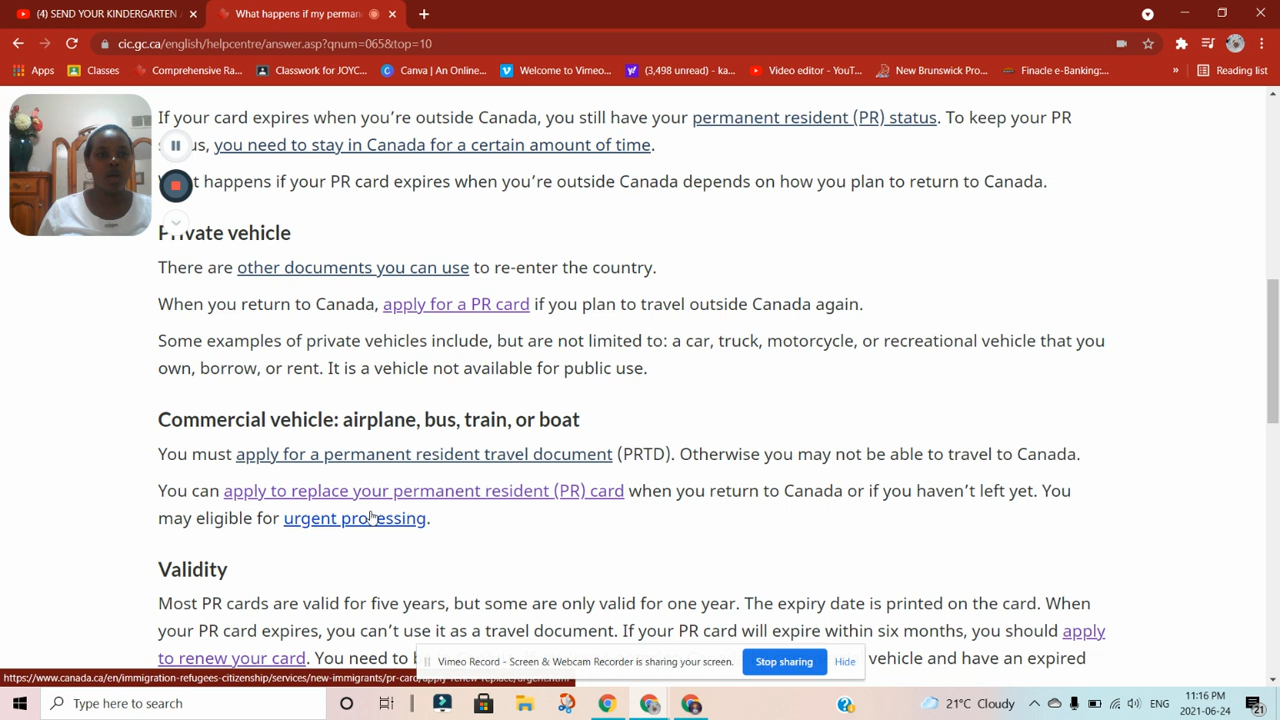 (4) SEND YOUR KINDERGARTEN
What happens if my perman
cic.gc.ca/english/helpcentre/answer.asp?qnum=065&top=10
Apps
Classes
Comprehensive Ra...
Classwork for JOYC...
Canva | An Online...
Welcome to Vimeo...
(3,498 unread) - ka...
Video editor - YouT...
New Brunswick Pro...
Finacle e-Banking:...
»
Reading list
If your card expires when you're outside Canada, you still have your permanent resident (PR) status. To keep your PR
us, you need to stay in Canada for a certain amount of time.
t happens if your PR card expires when you're outside Canada depends on how you plan to return to Canada.
Private vehicle
There are other documents you can use to re-enter the country.
When you return to Canada, apply for a PR card if you plan to travel outside Canada again.
Some examples of private vehicles include, but are not limited to: a car, truck, motorcycle, or recreational vehicle that you
own, borrow, or rent. It is a vehicle not available for public use.
Commercial vehicle: airplane, bus, train, or boat
You must apply for a permanent resident travel document (PRTD). Otherwise you may not be able to travel to Canada.
You can apply to replace your permanent resident (PR) card when you return to Canada or if you haven't left yet. You
may eligible for urgent processing.
Validity
Most PR cards are valid for five years, but some are only valid for one year. The expiry date is printed on the card. When
your PR card expires, you can't use it as a travel document. If your PR card will expire within six months, you should apply
to renew your card. You need to b vehicle and have an expired
Vimeo Record - Screen & Webcam Recorder is sharing your screen.
Stop sharing
Hide
Type here to search
21°C Cloudy
ENG
11:16 PM
2021-06-24
21